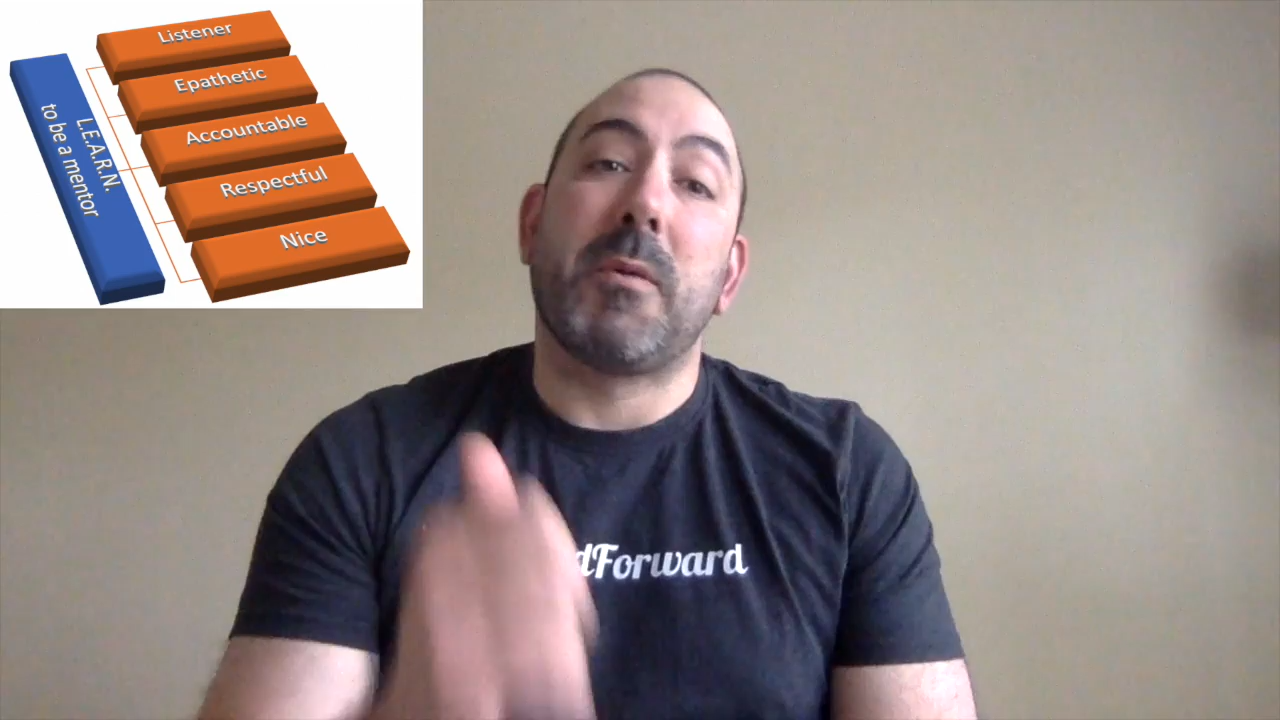 Listener
Epathetic
Accountable
Respectful
Nice
L.E.A.R.N.
to be a mentor
dForward